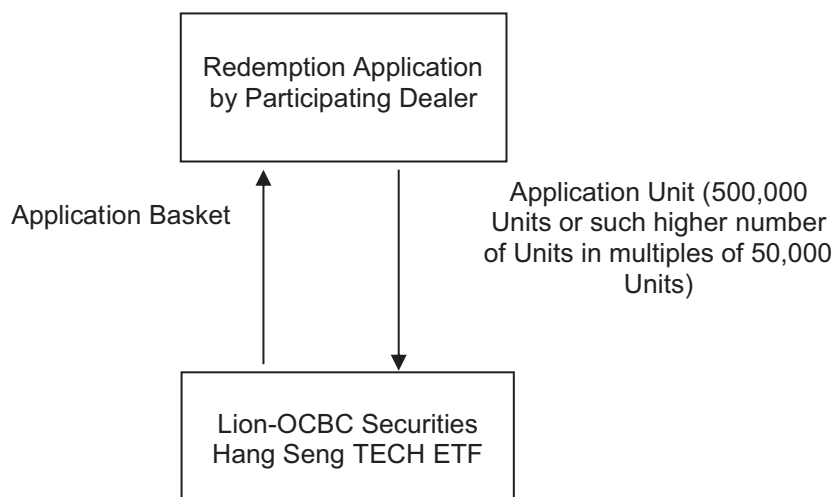 Redemption Application
by Participating Dealer
Application Basket
Application Unit (500,000
Units or such higher number
of Units in multiples of 50,000
Units)
Lion-OCBC Securities
Hang Seng TECH ETF